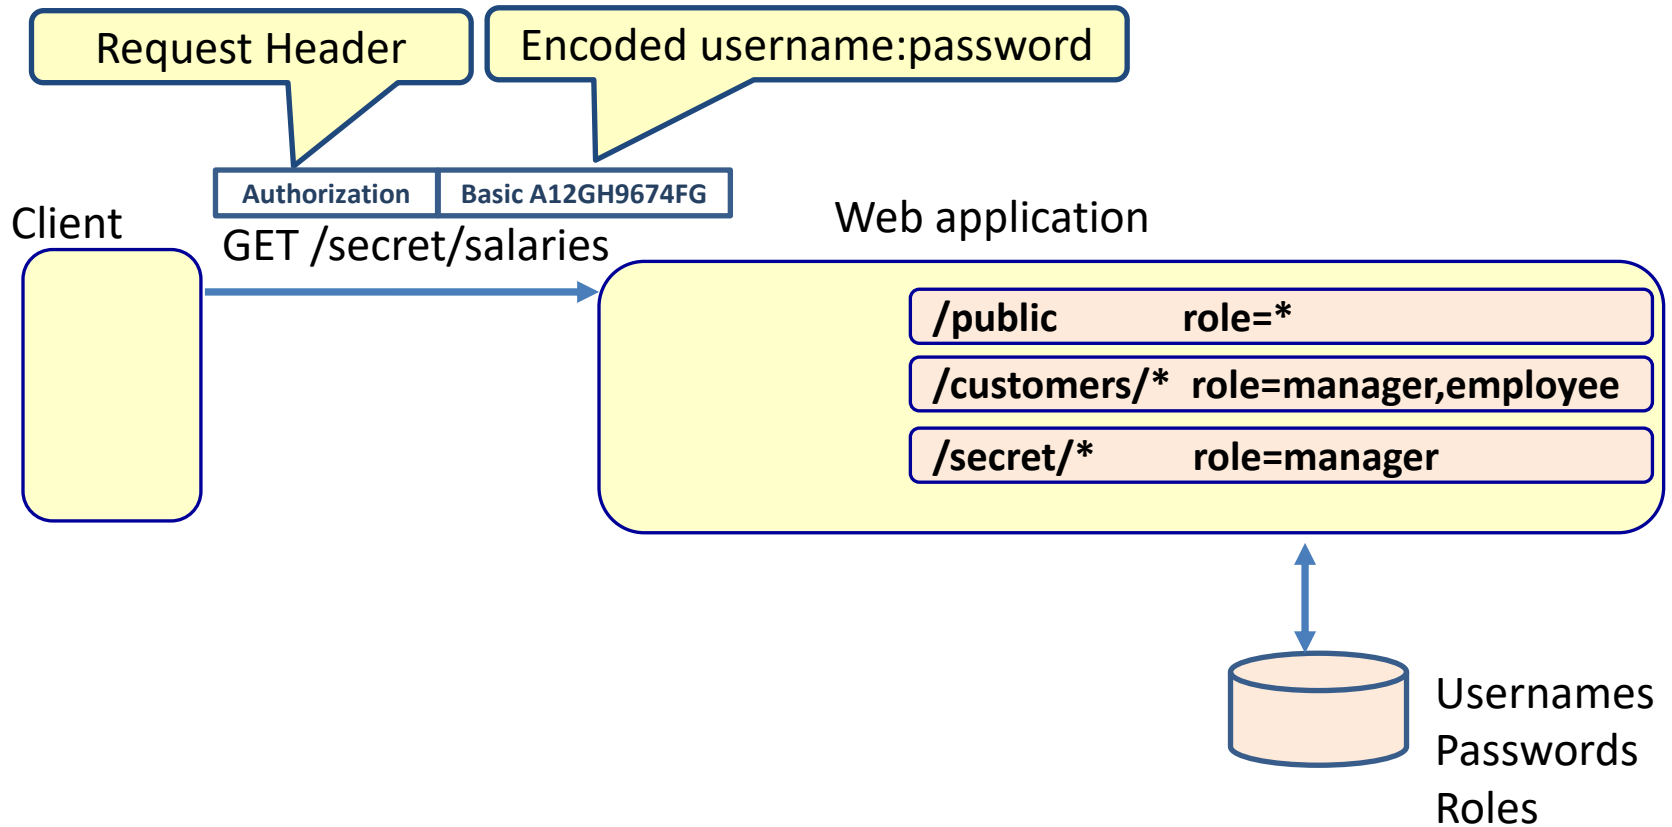 Request Header
Encoded username:password
Authorization
Basic A12GH9674FG
Client
GET /secret/salaries
Web application
/public role=*
/customers/* role=manager,employee
/secret/* role=manager
Usernames
Passwords
Roles